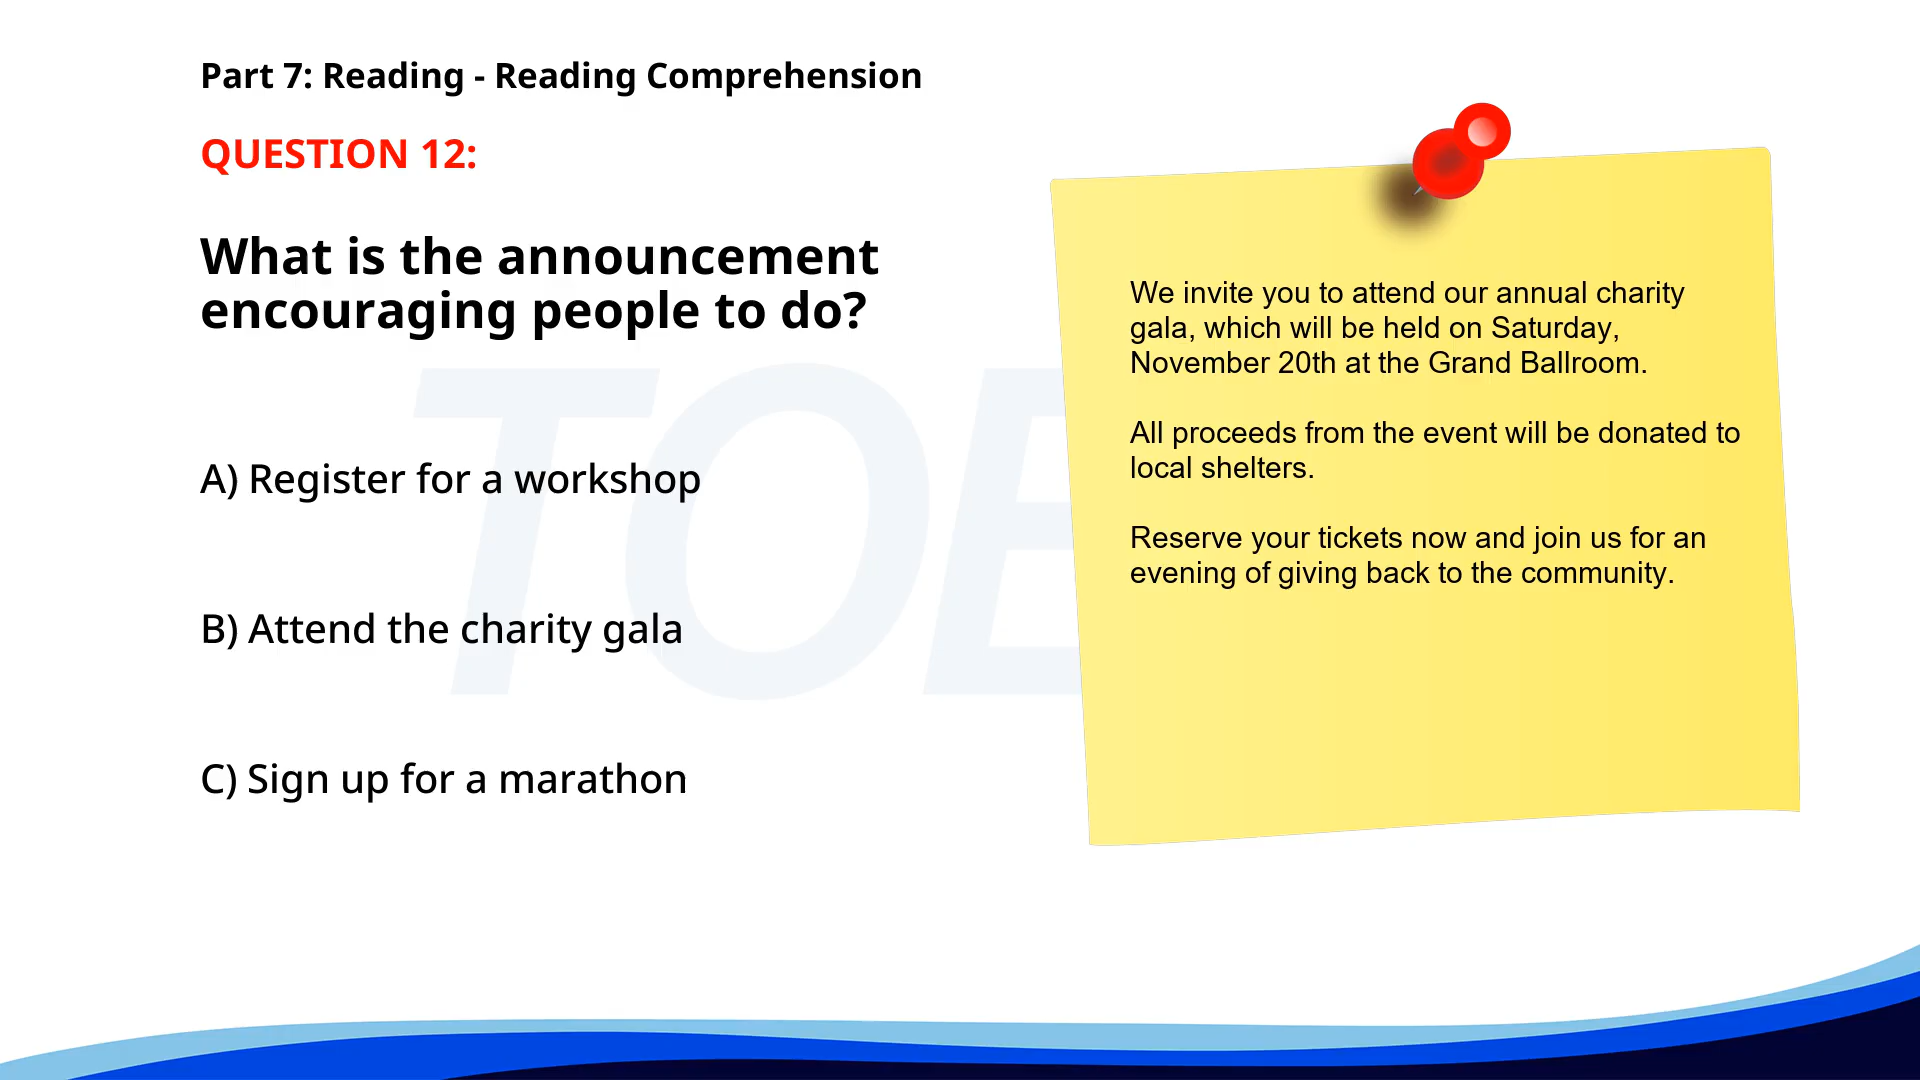 Part 7: Reading - Reading Comprehension
QUESTION 12:
What is the announcement
encouraging people to do?
A) Register for a workshop
B) Attend the charity gala
C) Sign up for a marathon
We invite you to attend our annual charity
gala, which will be held on Saturday,
November 20th at the Grand Ballroom.
All proceeds from the event will be donated to
local shelters.
Reserve your tickets now and join us for an
evening of giving back to the community.